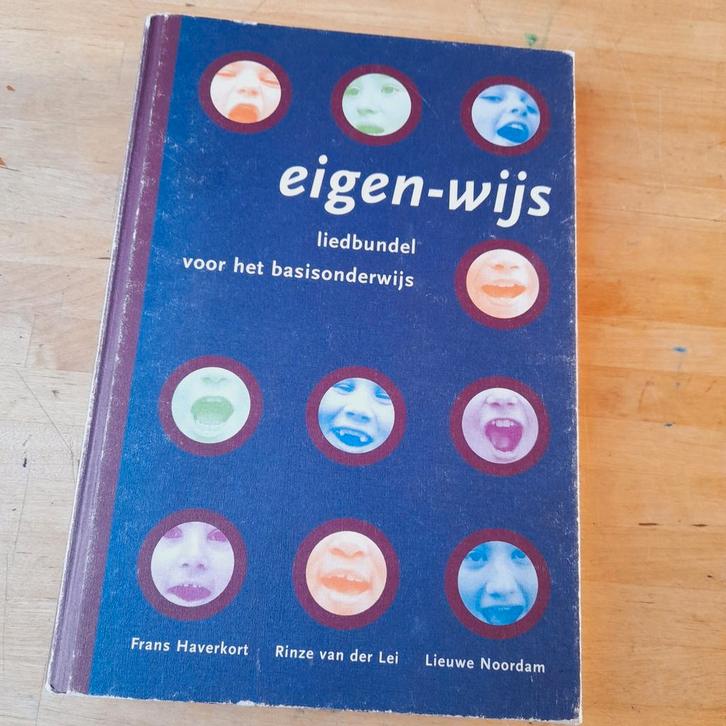 eigen-wijs
liedbundel
voor het basisonderwijs
Frans Haverkort Rinze van der Lei Lieuwe Noordam